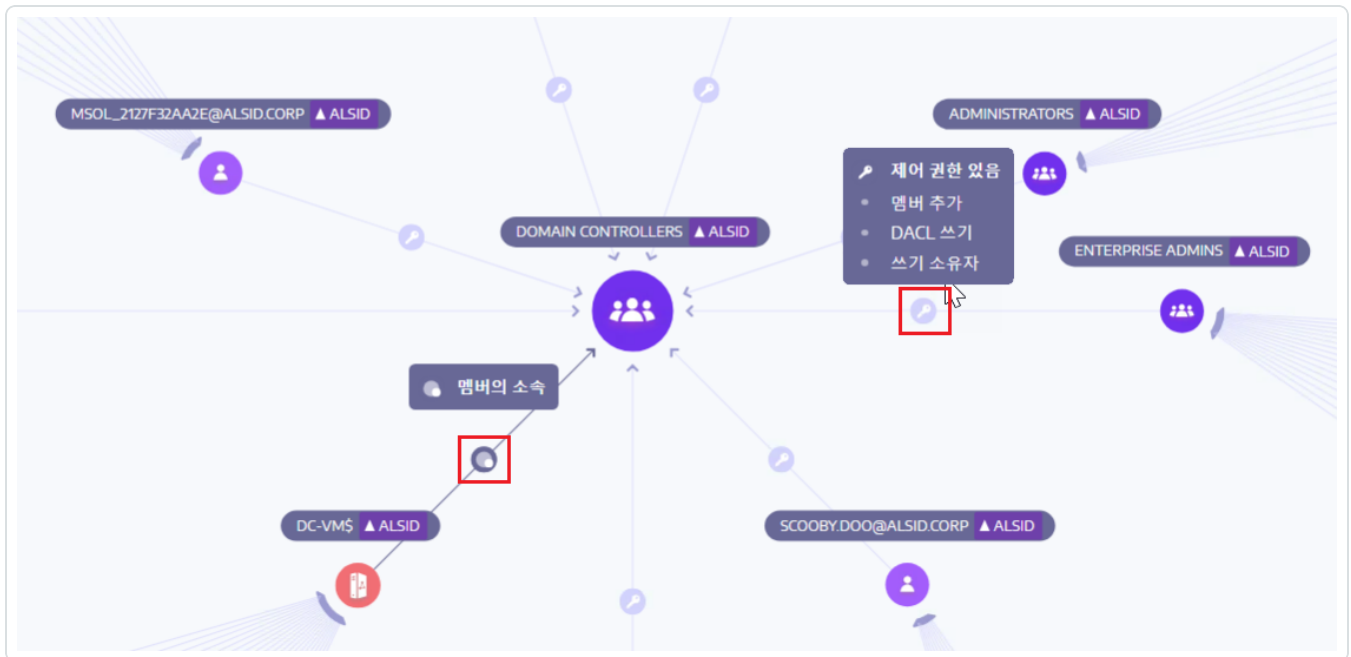 MSOL_2127F32AA2E@ALSID.CORP ALSID
ADMINISTRATORS ALSID
제어 권한 있음
멤버 추가
DACL 쓰기
쓰기 소유자
DOMAIN CONTROLLERS ALSID
ENTERPRISE ADMINS ALSID
멤버의 소속
DC-VM$ ALSID
SCOOBY.DOO@ALSID.CORP ALSID